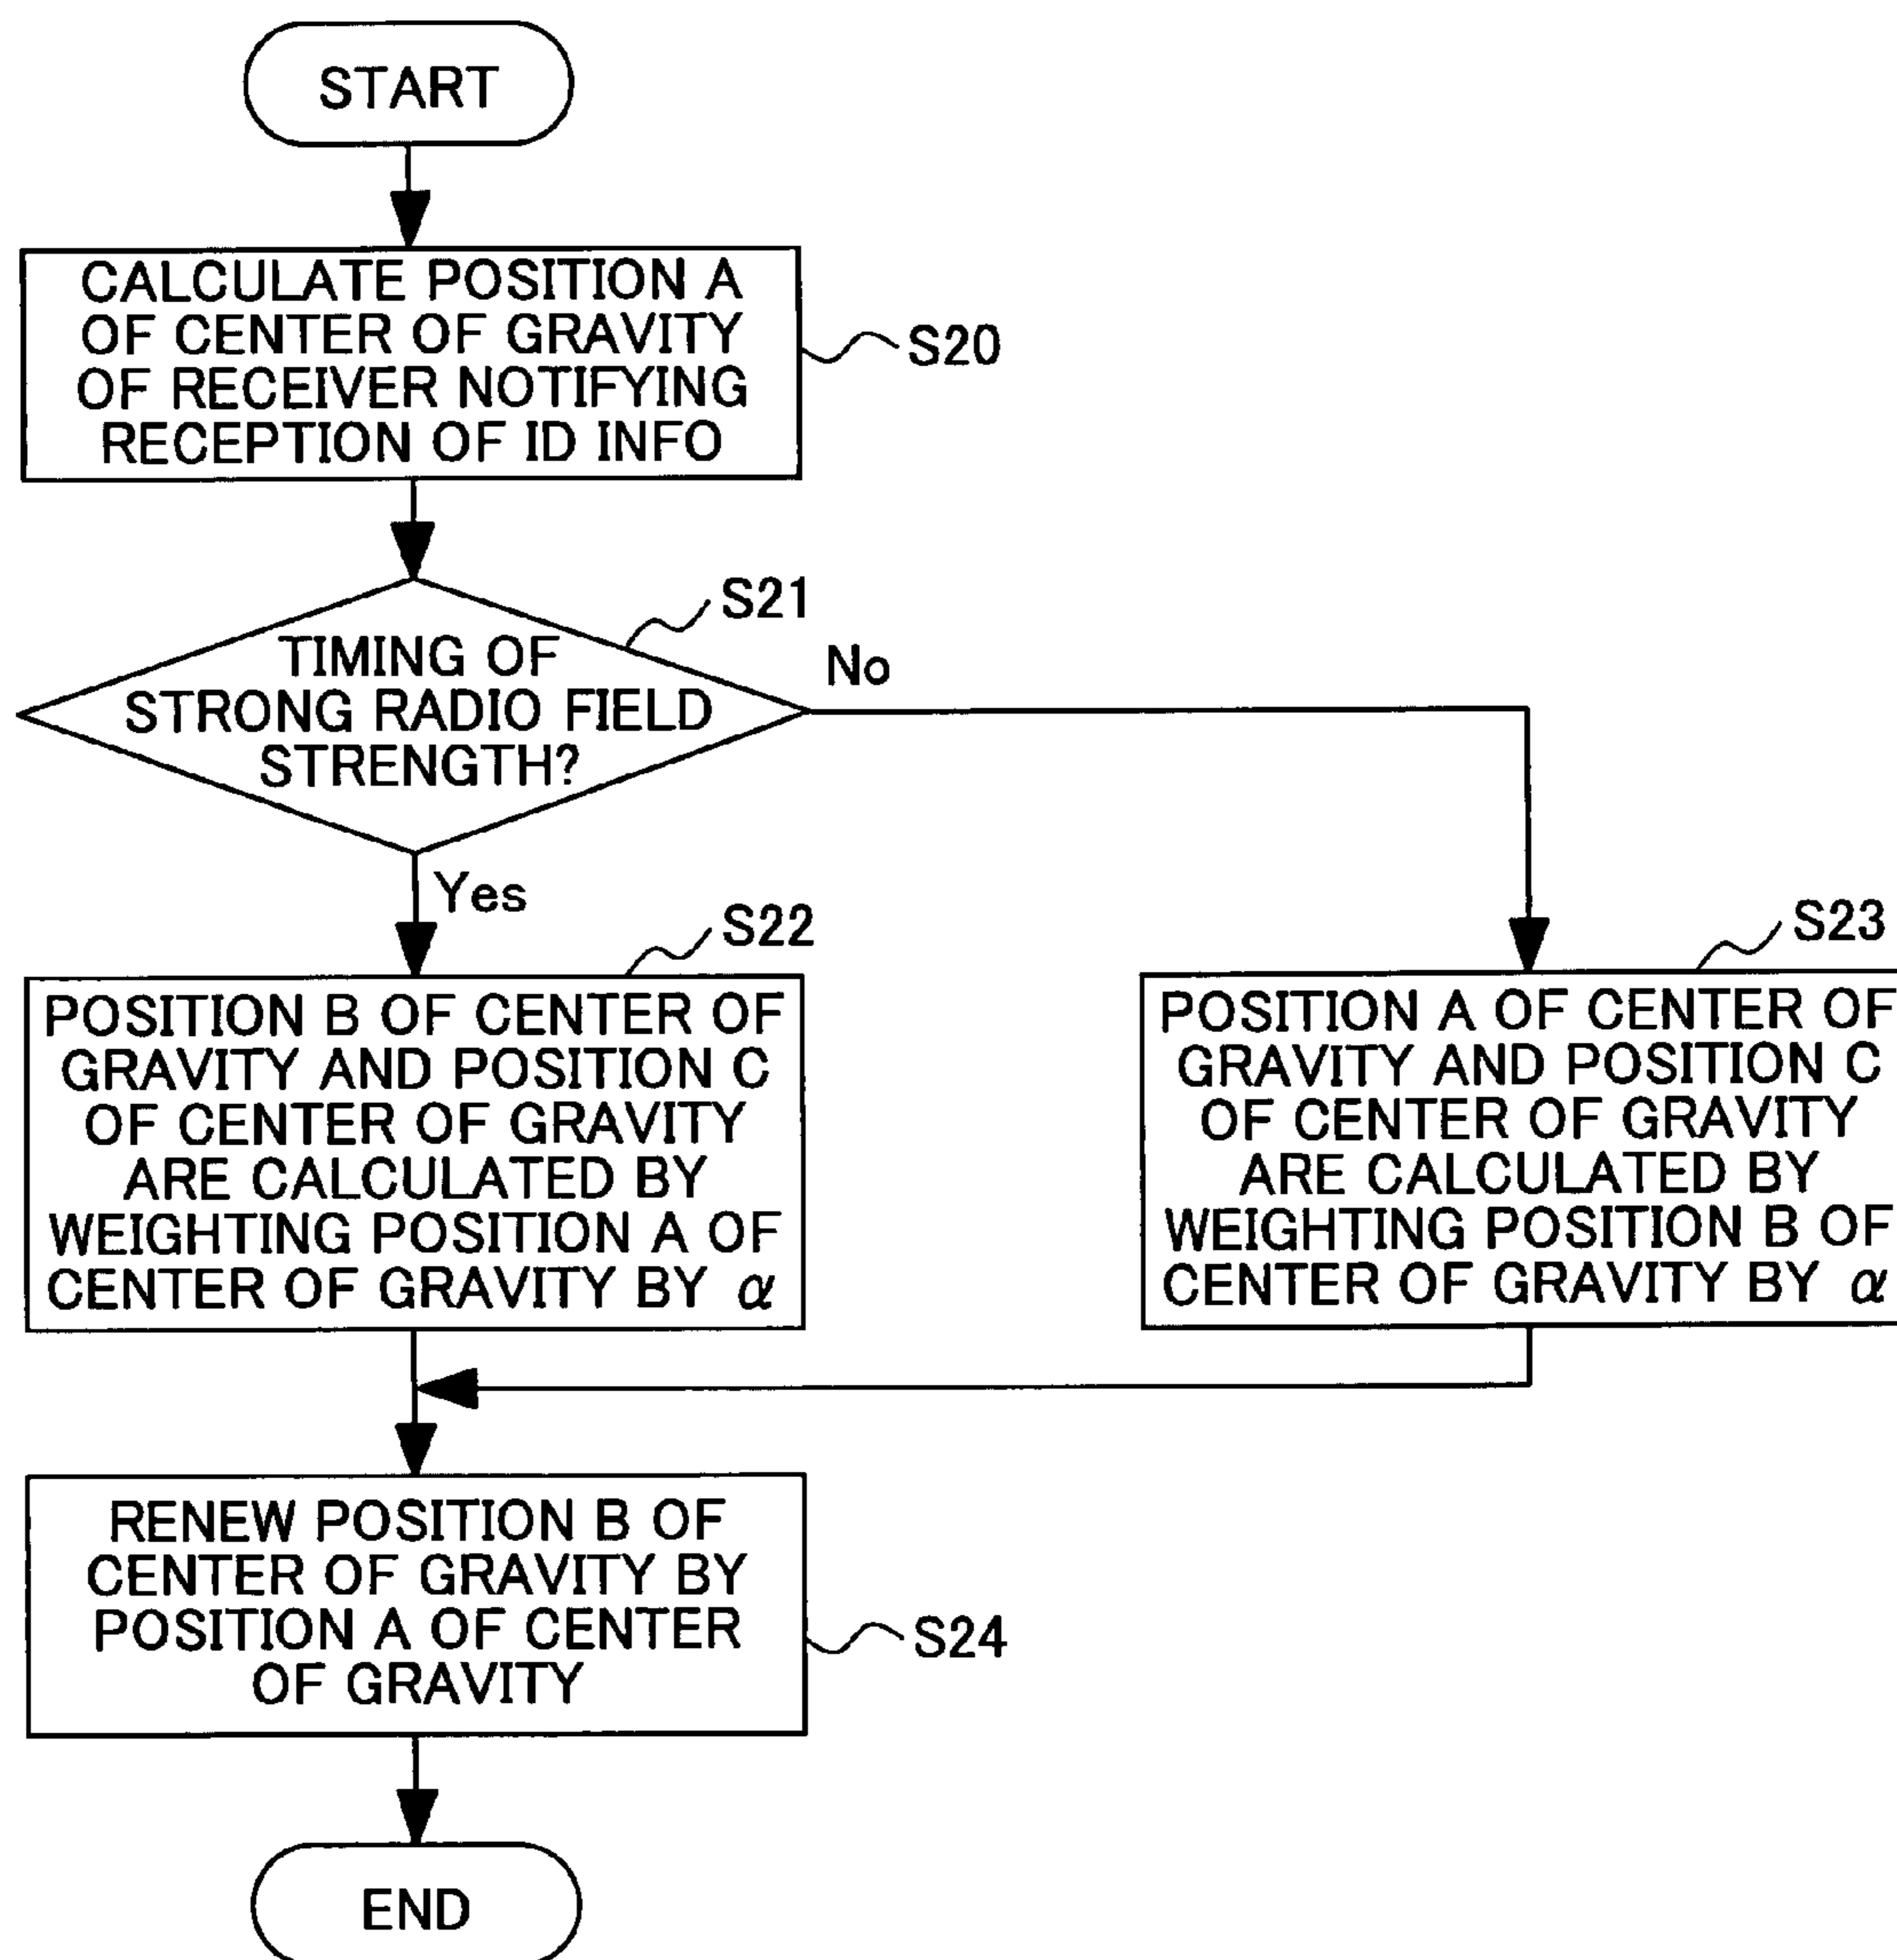 START
CALCULATE POSITION A
OF CENTER OF GRAVITY
OF RECEIVER NOTIFYING
RECEPTION OF ID INFO
S20
S21
TIMING OF
STRONG RADIO FIELD
STRENGTH?
No
Yes
S22
POSITION B OF CENTER OF
GRAVITY AND POSITION C
OF CENTER OF GRAVITY
ARE CALCULATED BY
WEIGHTING POSITION A OF
CENTER OF GRAVITY BY α
S23
POSITION A OF CENTER OF
GRAVITY AND POSITION C
OF CENTER OF GRAVITY
ARE CALCULATED BY
WEIGHTING POSITION B OF
CENTER OF GRAVITY BY α
RENEW POSITION B OF
CENTER OF GRAVITY BY
POSITION A OF CENTER
OF GRAVITY
S24
END